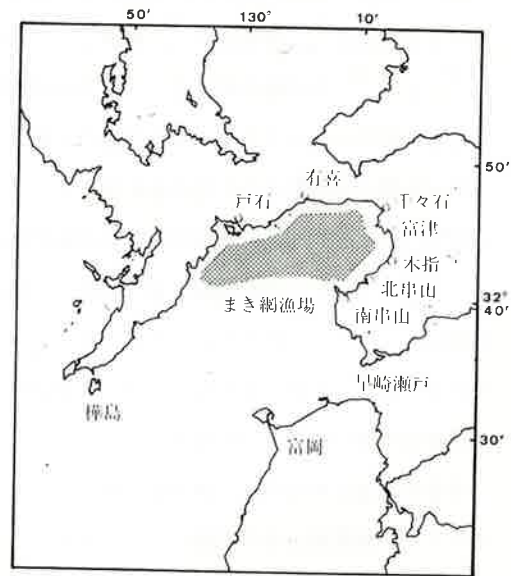 50′ 130° 10′
50′
有喜
戸石
千々石
富津
木指
まき網漁場
北串山
32°
40′
南串山
早崎瀬戸
樺島
富岡
30′